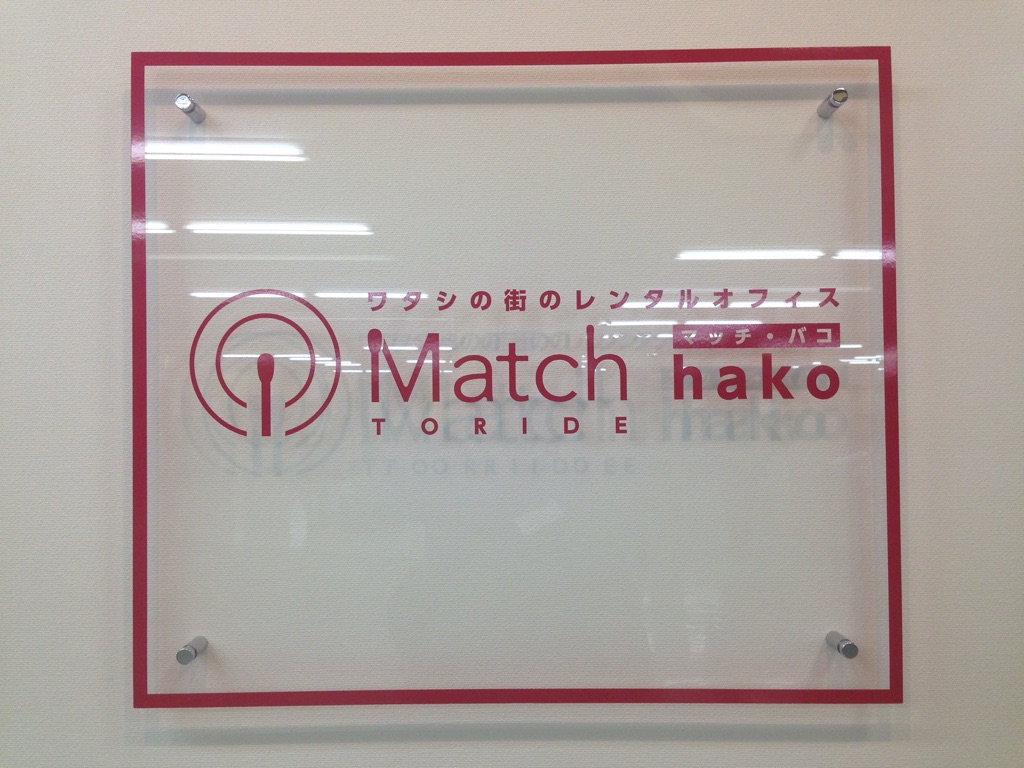 ワタシの街のレンタルオフィス
Match
マッチ・バコ
hako
TORIDE